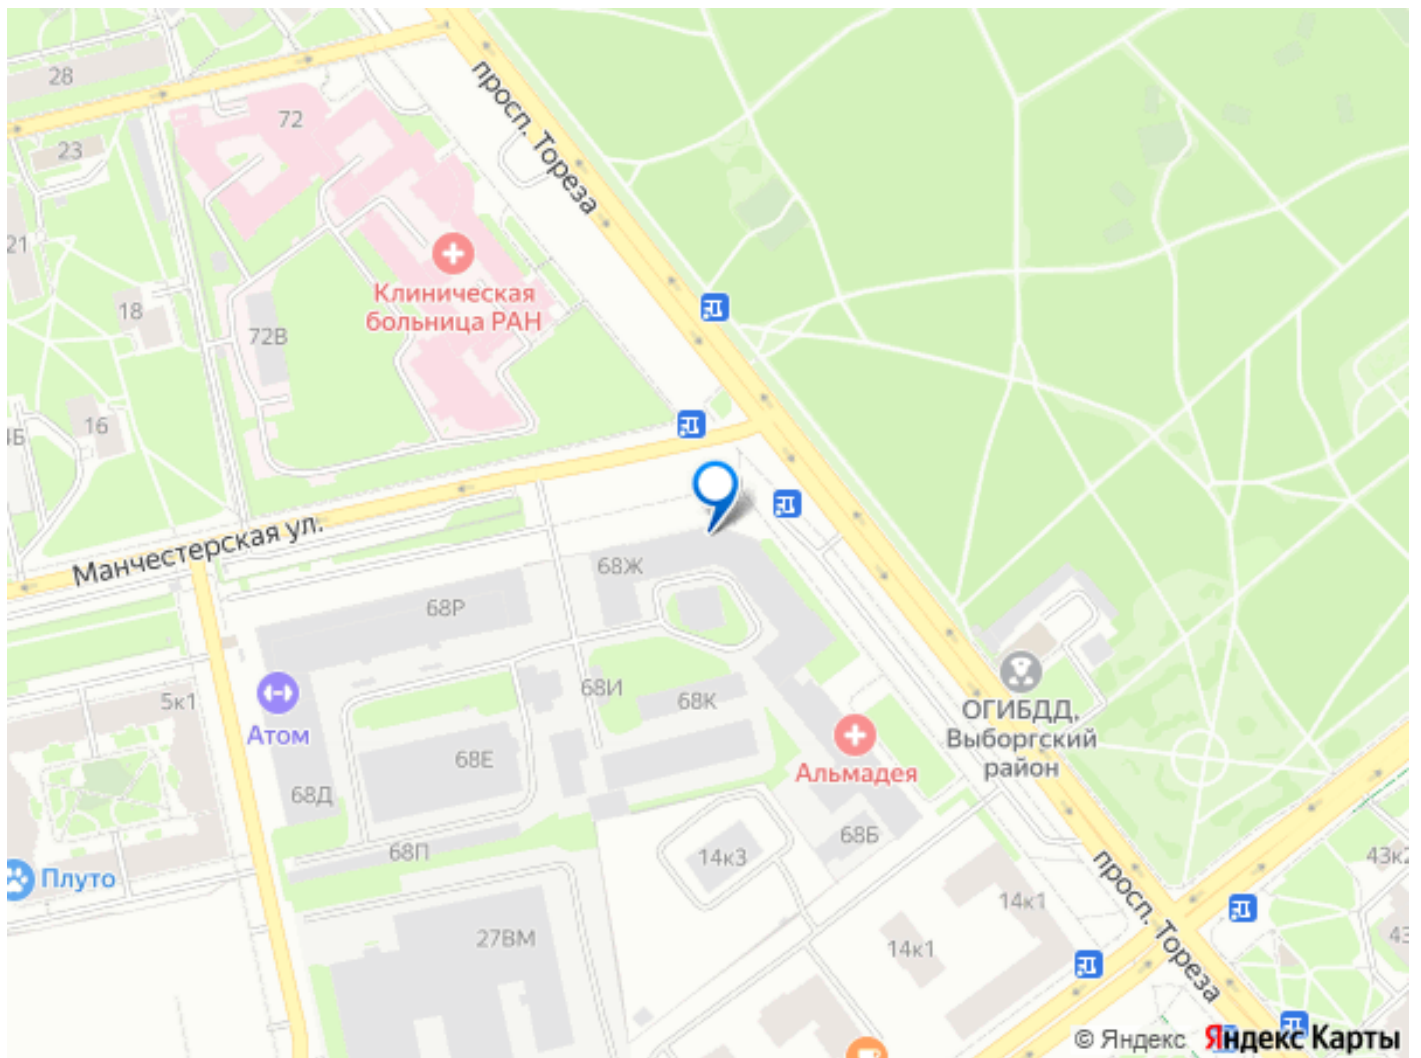 28
72
23
просп. Тореза
21
Клиническая
больница РАН
18
72В
16
4Б
Манчестерская ул.
68Ж
68Р
5к1
68И
68К
Атом
ОГИБДД,
Выборгский
район
68Е
Альмадея
68Д
68Б
68П
14к3
43к2
Плуто
14к1
просп. Тореза
27ВМ
14к1
43
© Яндекс Яндекс Карты